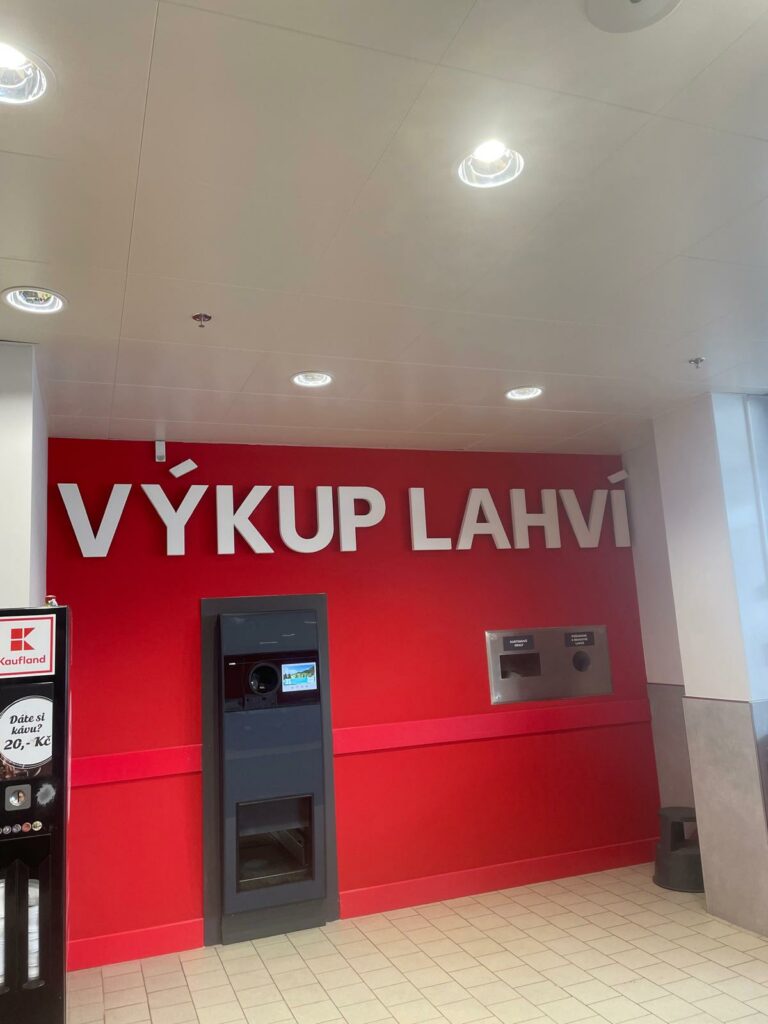 VÝKUP LAHVÍ
Kaufland
Dáte si
kávu?
20,- Kč